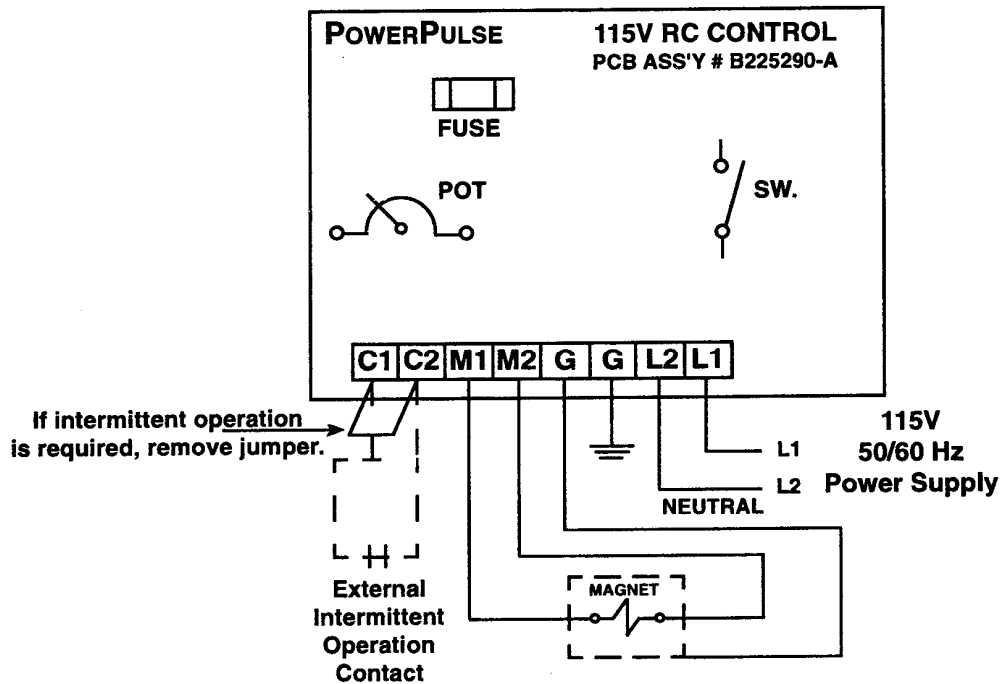 POWERPULSE
115V RC CONTROL
PCB ASS'Y # B225290-A
FUSE
POT
SW.
C1 C2 M1 M2 G G L2 L1
If intermittent operation
is required, remove jumper.
115V
50/60 Hz
Power Supply
L1
L2
NEUTRAL
MAGNET
External
Intermittent
Operation
Contact